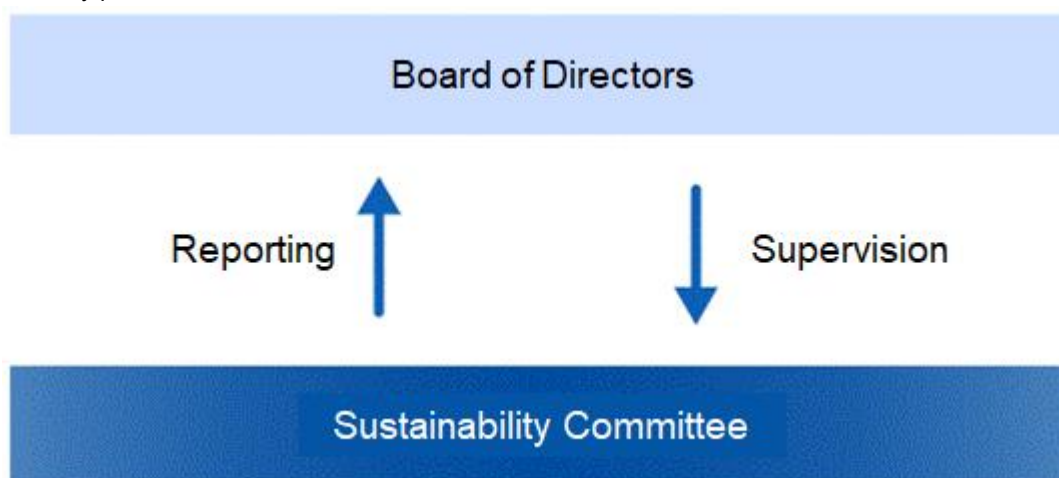 Board of Directors
Reporting
Supervision
Sustainability Committee